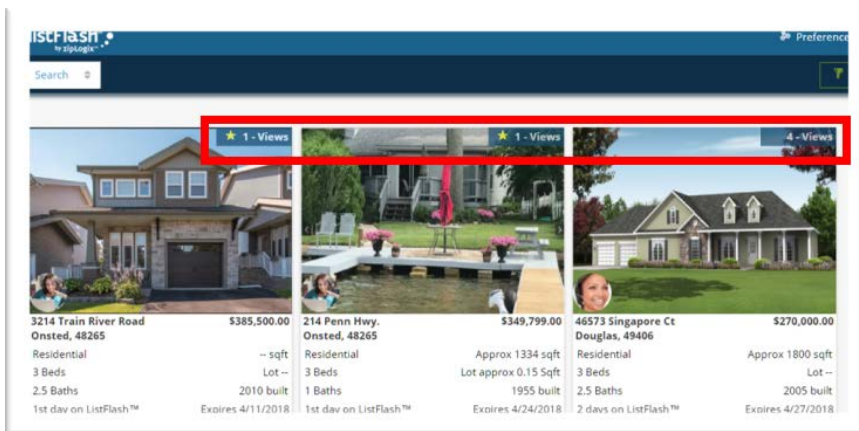 ListFlash
by zipLogix™
Preference
Search
1 - Views
1 - Views
4 - Views
3214 Train River Road $385,500.00
Onsted, 48265
Residential -- sqft
3 Beds Lot --
2.5 Baths 2010 built
1st day on ListFlash™ Expires 4/11/2018
214 Penn Hwy. $349,799.00
Onsted, 48265
Residential Approx 1334 sqft
3 Beds Lot approx 0.15 Sqft
1 Baths 1955 built
1st day on ListFlash™ Expires 4/24/2018
46573 Singapore Ct $270,000.00
Douglas, 49406
Residential Approx 1800 sqft
3 Beds Lot --
2.5 Baths 2005 built
2 days on ListFlash™ Expires 4/27/2018